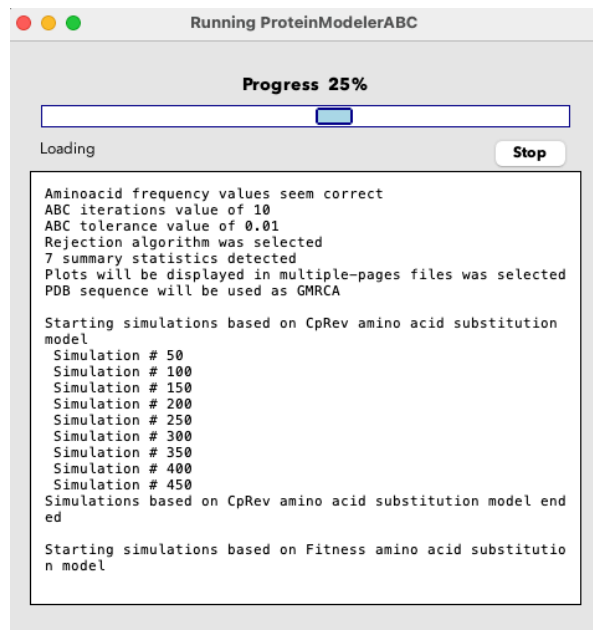 Running ProteinModelerABC
Progress 25%
Loading
Stop
Aminoacid frequency values seem correct
ABC iterations value of 10
ABC tolerance value of 0.01
Rejection algorithm was selected
7 summary statistics detected
Plots will be displayed in multiple-pages files was selected
PDB sequence will be used as GMRCA
Starting simulations based on CpRev amino acid substitution
model
Simulation # 50
Simulation # 100
Simulation # 150
Simulation # 200
Simulation # 250
Simulation # 300
Simulation # 350
Simulation # 400
Simulation # 450
Simulations based on CpRev amino acid substitution model end
ed
Starting simulations based on Fitness amino acid substitutio
n model